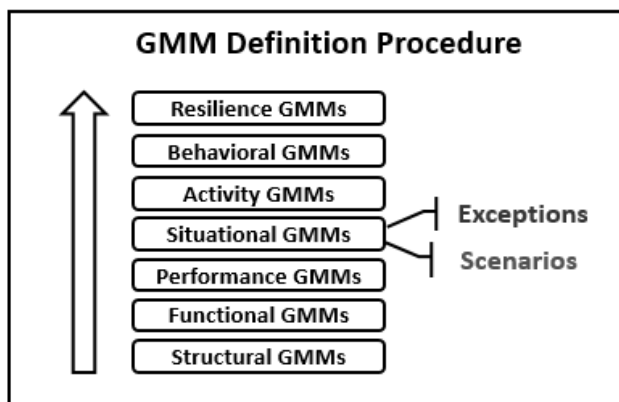 GMM Definition Procedure
Resilience GMMs
Behavioral GMMs
Activity GMMs
Situational GMMs
Exceptions
Scenarios
Performance GMMs
Functional GMMs
Structural GMMs